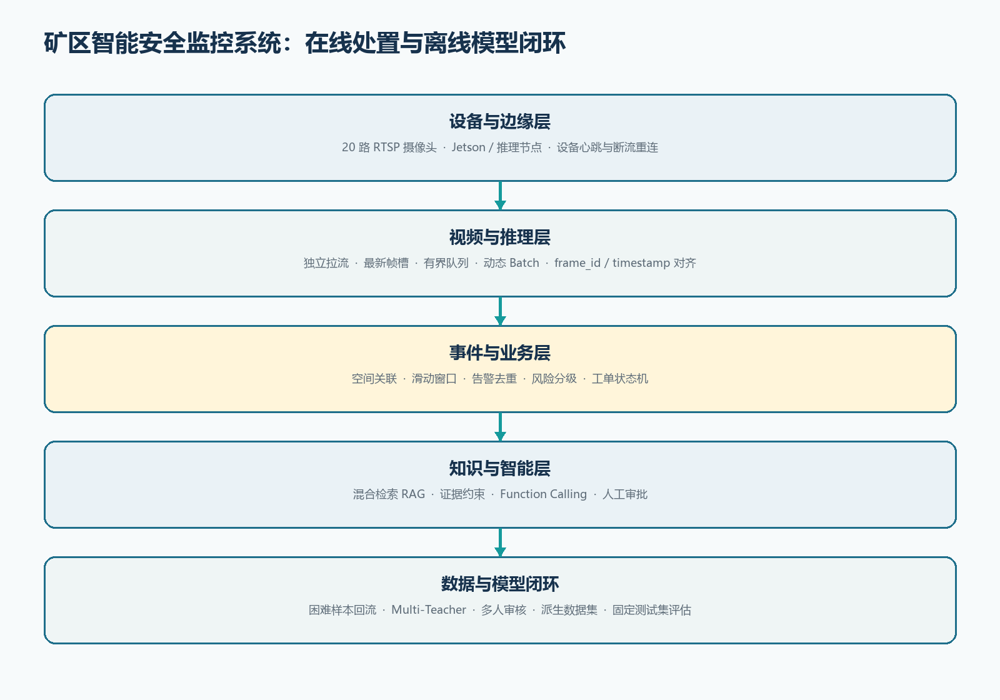 矿区智能安全监控系统：在线处置与离线模型闭环
设备与边缘层
20 路 RTSP 摄像头 · Jetson / 推理节点 · 设备心跳与断流重连
视频与推理层
独立拉流 · 最新帧槽 · 有界队列 · 动态 Batch · frame_id / timestamp 对齐
事件与业务层
空间关联 · 滑动窗口 · 告警去重 · 风险分级 · 工单状态机
知识与智能层
混合检索 RAG · 证据约束 · Function Calling · 人工审批
数据与模型闭环
困难样本回流 · Multi-Teacher · 多人审核 · 派生数据集 · 固定测试集评估